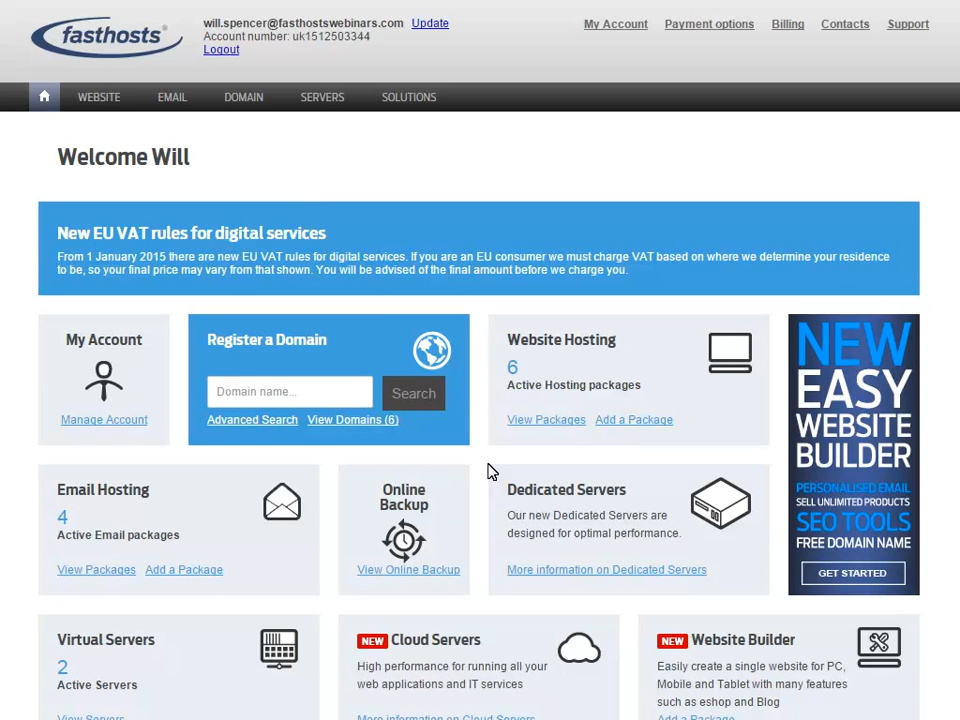 fasthosts®
will.spencer@fasthostswebinars.com Update
Account number: uk1512503344
Logout
My Account Payment options Billing Contacts Support
WEBSITE EMAIL DOMAIN SERVERS SOLUTIONS
Welcome Will
New EU VAT rules for digital services
From 1 January 2015 there are new EU VAT rules for digital services. If you are an EU consumer we must charge VAT based on where we determine your residence
to be, so your final price may vary from that shown. You will be advised of the final amount before we charge you.
My Account
Manage Account
Register a Domain
Domain name... Search
Advanced Search View Domains (6)
Website Hosting
6
Active Hosting packages
View Packages Add a Package
NEW
EASY
WEBSITE
BUILDER
PERSONALISED EMAIL
SELL UNLIMITED PRODUCTS
SEO TOOLS
FREE DOMAIN NAME
GET STARTED
Email Hosting
4
Active Email packages
View Packages Add a Package
Online
Backup
View Online Backup
Dedicated Servers
Our new Dedicated Servers are
designed for optimal performance.
More information on Dedicated Servers
Virtual Servers
2
Active Servers
View Servers
NEW Cloud Servers
High performance for running all your
web applications and IT services
More information on Cloud Servers
NEW Website Builder
Easily create a single website for PC,
Mobile and Tablet with many features
such as eshop and Blog
Add a Package